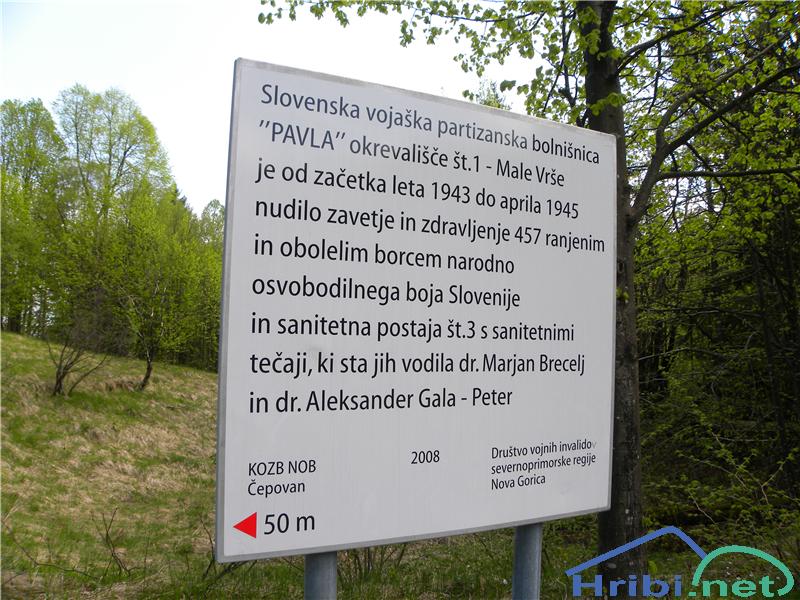 Slovenska vojaška partizanska bolnišnica
"PAVLA" okrevališče št.1 - Male Vrše
je od začetka leta 1943 do aprila 1945
nudilo zavetje in zdravljenje 457 ranjenim
in obolelim borcem narodno
osvobodilnega boja Slovenije
in sanitetna postaja št.3 s sanitetnimi
tečaji, ki sta jih vodila dr. Marjan Brecelj
in dr. Aleksander Gala - Peter
KOZB NOB
Čepovan
2008
Društvo vojnih invalidov
severnoprimorske regije
Nova Gorica
50 m
Hribi.net